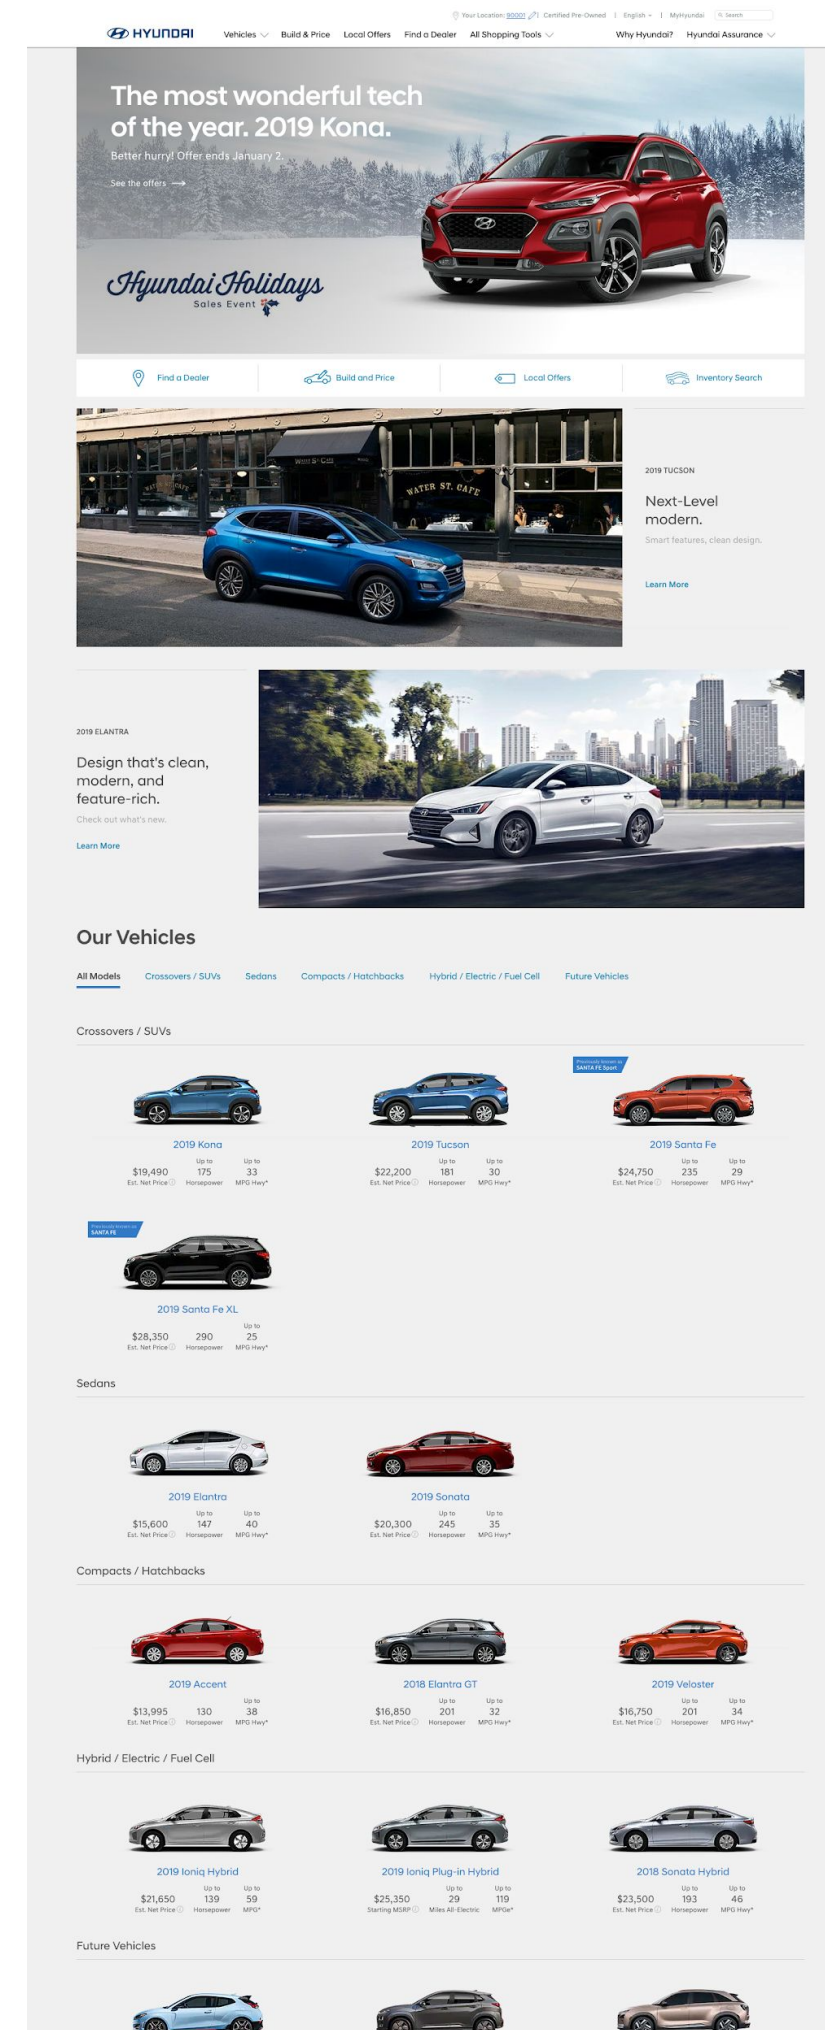 Your Location: 90001 | Certified Pre-Owned | English | MyHyundai Search
HYUNDAI Vehicles Build & Price Local Offers Find a Dealer All Shopping Tools Why Hyundai? Hyundai Assurance
The most wonderful tech
of the year. 2019 Kona.
Better hurry! Offer ends January 2.
See the offers →
Hyundai Holidays
Sales Event
Find a Dealer Build and Price Local Offers Inventory Search
WATER ST. CAFE
WATER ST. CAFE
WATER ST. CAFE
2019 TUCSON
Next-Level
modern.
Smart features, clean design.
Learn More
2019 ELANTRA
Design that's clean,
modern, and
feature-rich.
Check out what's new.
Learn More
Our Vehicles
All Models Crossovers / SUVs Sedans Compacts / Hatchbacks Hybrid / Electric / Fuel Cell Future Vehicles
Crossovers / SUVs
Previously known as
SANTA FE Sport
2019 Kona 2019 Tucson 2019 Santa Fe
Up to Up to Up to Up to Up to Up to
$19,490 175 33 $22,200 181 30 $24,750 235 29
Est. Net Price Horsepower MPG Hwy* Est. Net Price Horsepower MPG Hwy* Est. Net Price Horsepower MPG Hwy*
Previously known as
SANTA FE
2019 Santa Fe XL
Up to
$28,350 290 25
Est. Net Price Horsepower MPG Hwy*
Sedans
2019 Elantra 2019 Sonata
Up to Up to Up to Up to
$15,600 147 40 $20,300 245 35
Est. Net Price Horsepower MPG Hwy* Est. Net Price Horsepower MPG Hwy*
Compacts / Hatchbacks
2019 Accent 2018 Elantra GT 2019 Veloster
Up to Up to Up to Up to Up to
$13,995 130 38 $16,850 201 32 $16,750 201 34
Est. Net Price Horsepower MPG Hwy* Est. Net Price Horsepower MPG Hwy* Est. Net Price Horsepower MPG Hwy*
Hybrid / Electric / Fuel Cell
2019 Ioniq Hybrid 2019 Ioniq Plug-in Hybrid 2018 Sonata Hybrid
Up to Up to Up to Up to Up to Up to
$21,650 139 59 $25,350 29 119 $23,500 193 46
Est. Net Price Horsepower MPG* Starting MSRP Miles All-Electric MPGe* Est. Net Price Horsepower MPG Hwy*
Future Vehicles